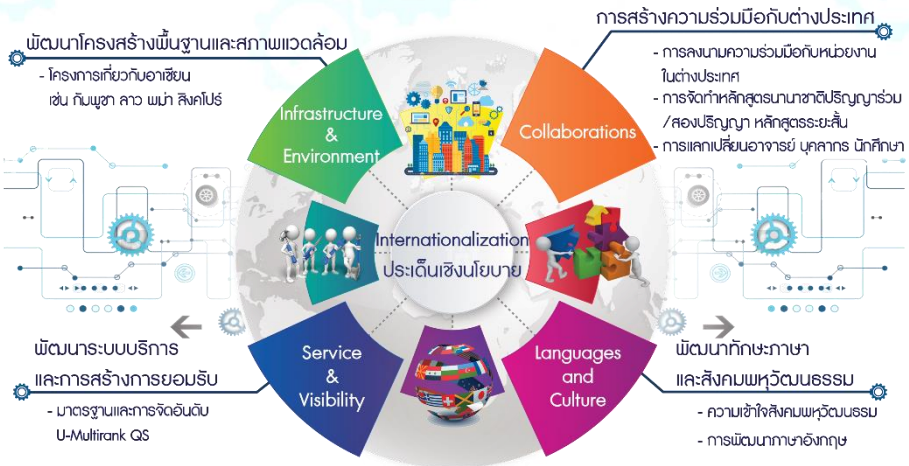 พัฒนาโครงสร้างพื้นฐานและสภาพแวดล้อม
- โครงการเกี่ยวกับอาเซียน
เช่น กัมพูชา ลาว พม่า สิงคโปร์
การสร้างความร่วมมือกับต่างประเทศ
- การลงนามความร่วมมือกับหน่วยงาน
ในต่างประเทศ
- การจัดทำหลักสูตรนานาชาติปริญญาร่วม
/สองปริญญา หลักสูตรระยะสั้น
- การแลกเปลี่ยนอาจารย์ บุคลากร นักศึกษา
Infrastructure
&
Environment
Collaborations
Internationalization
ประเด็นเชิงนโยบาย
Service
&
Visibility
Languages
and
Culture
พัฒนาระบบบริการ
และการสร้างการยอมรับ
- มาตรฐานและการจัดอันดับ
U-Multirank QS
พัฒนาทักษะภาษา
และสังคมพหุวัฒนธรรม
- ความเข้าใจสังคมพหุวัฒนธรรม
- การพัฒนาภาษาอังกฤษ